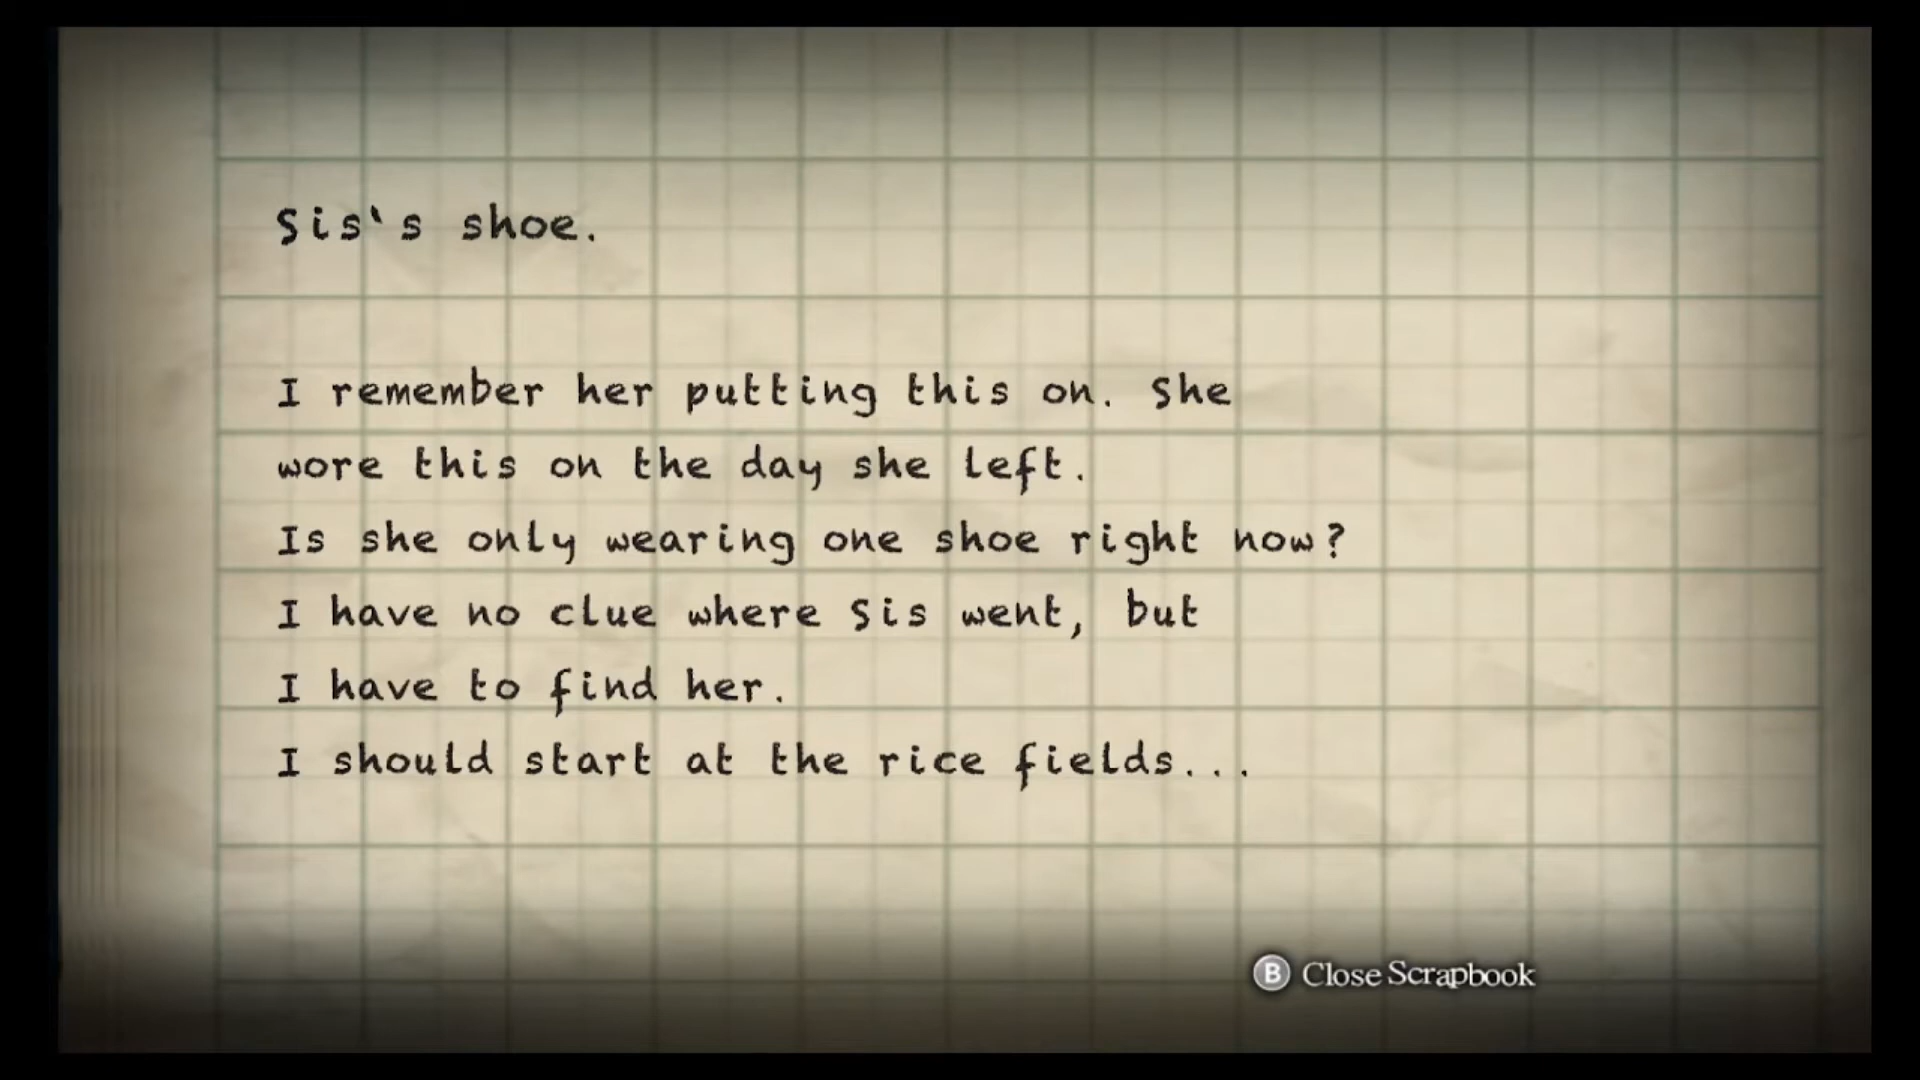 Sis's shoe.
I remember her putting this on. She
wore this on the day she left.
Is she only wearing one shoe right now?
I have no clue where Sis went, but
I have to find her.
I should start at the rice fields...
B Close Scrapbook